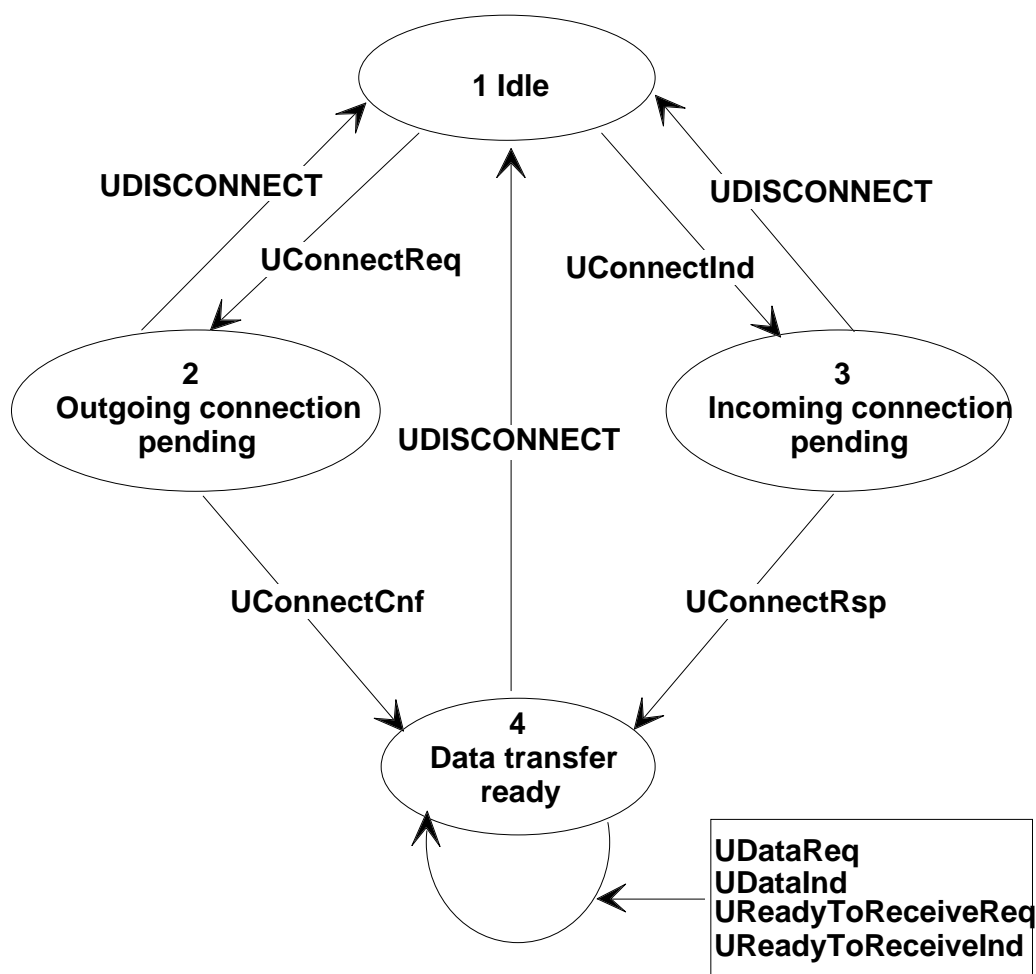 1 Idle
UDISCONNECT
UDISCONNECT
UConnectReq
UConnectInd
2
Outgoing connection
pending
3
Incoming connection
pending
UDISCONNECT
UConnectCnf
UConnectRsp
4
Data transfer
ready
UDataReq
UDataInd
UReadyToReceiveReq
UReadyToReceiveInd